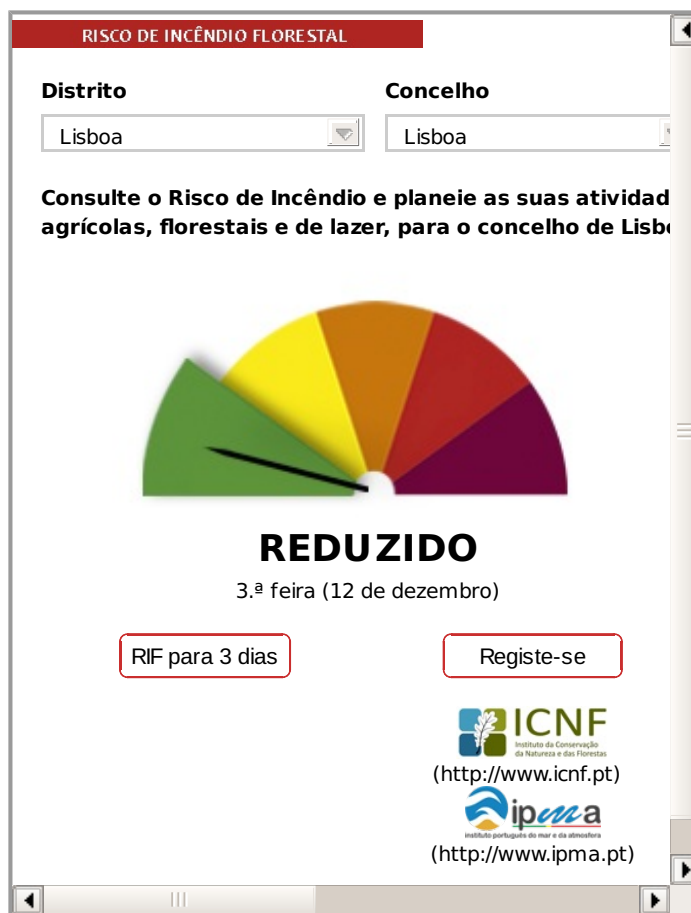 RISCO DE INCÊNDIO FLORESTAL
Distrito
Concelho
Lisboa
Lisboa
Consulte o Risco de Incêndio e planeie as suas atividad
agrícolas, florestais e de lazer, para o concelho de Lisb
REDUZIDO
3.ª feira (12 de dezembro)
RIF para 3 dias
Registe-se
ICNF
Instituto da Conservação
da Natureza e das Florestas
(http://www.icnf.pt)
ipma
instituto português do mar e da atmosfera
(http://www.ipma.pt)